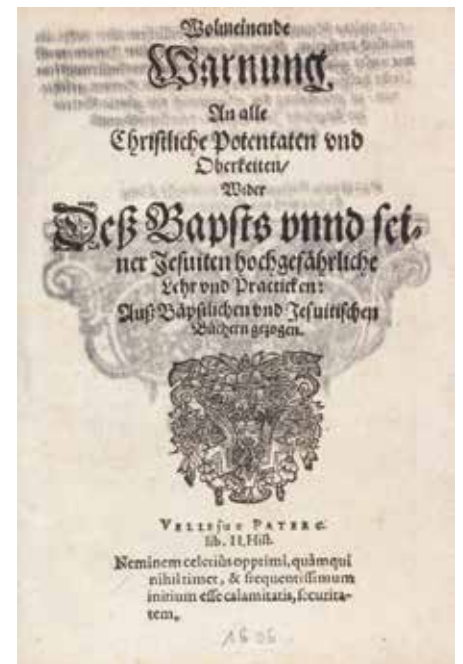 Wolmeinende
Warnung
An alle
Christliche Potentaten vnd
Oberkeiten/
Wider
Deß Bapsts vnnd sei-
ner Jesuiten hochgefährliche
Lehr vnd Practicken:
Auß Bäpstlichen vnd Jesuitischen
Büchern gezogen.
VELLEJUS PATERC.
lib. II. Hist.
Neminem celeriùs opprimi, quàm qui
nihil timet, & frequentissimum
initium esse calamitatis, securita-
tem.
1606